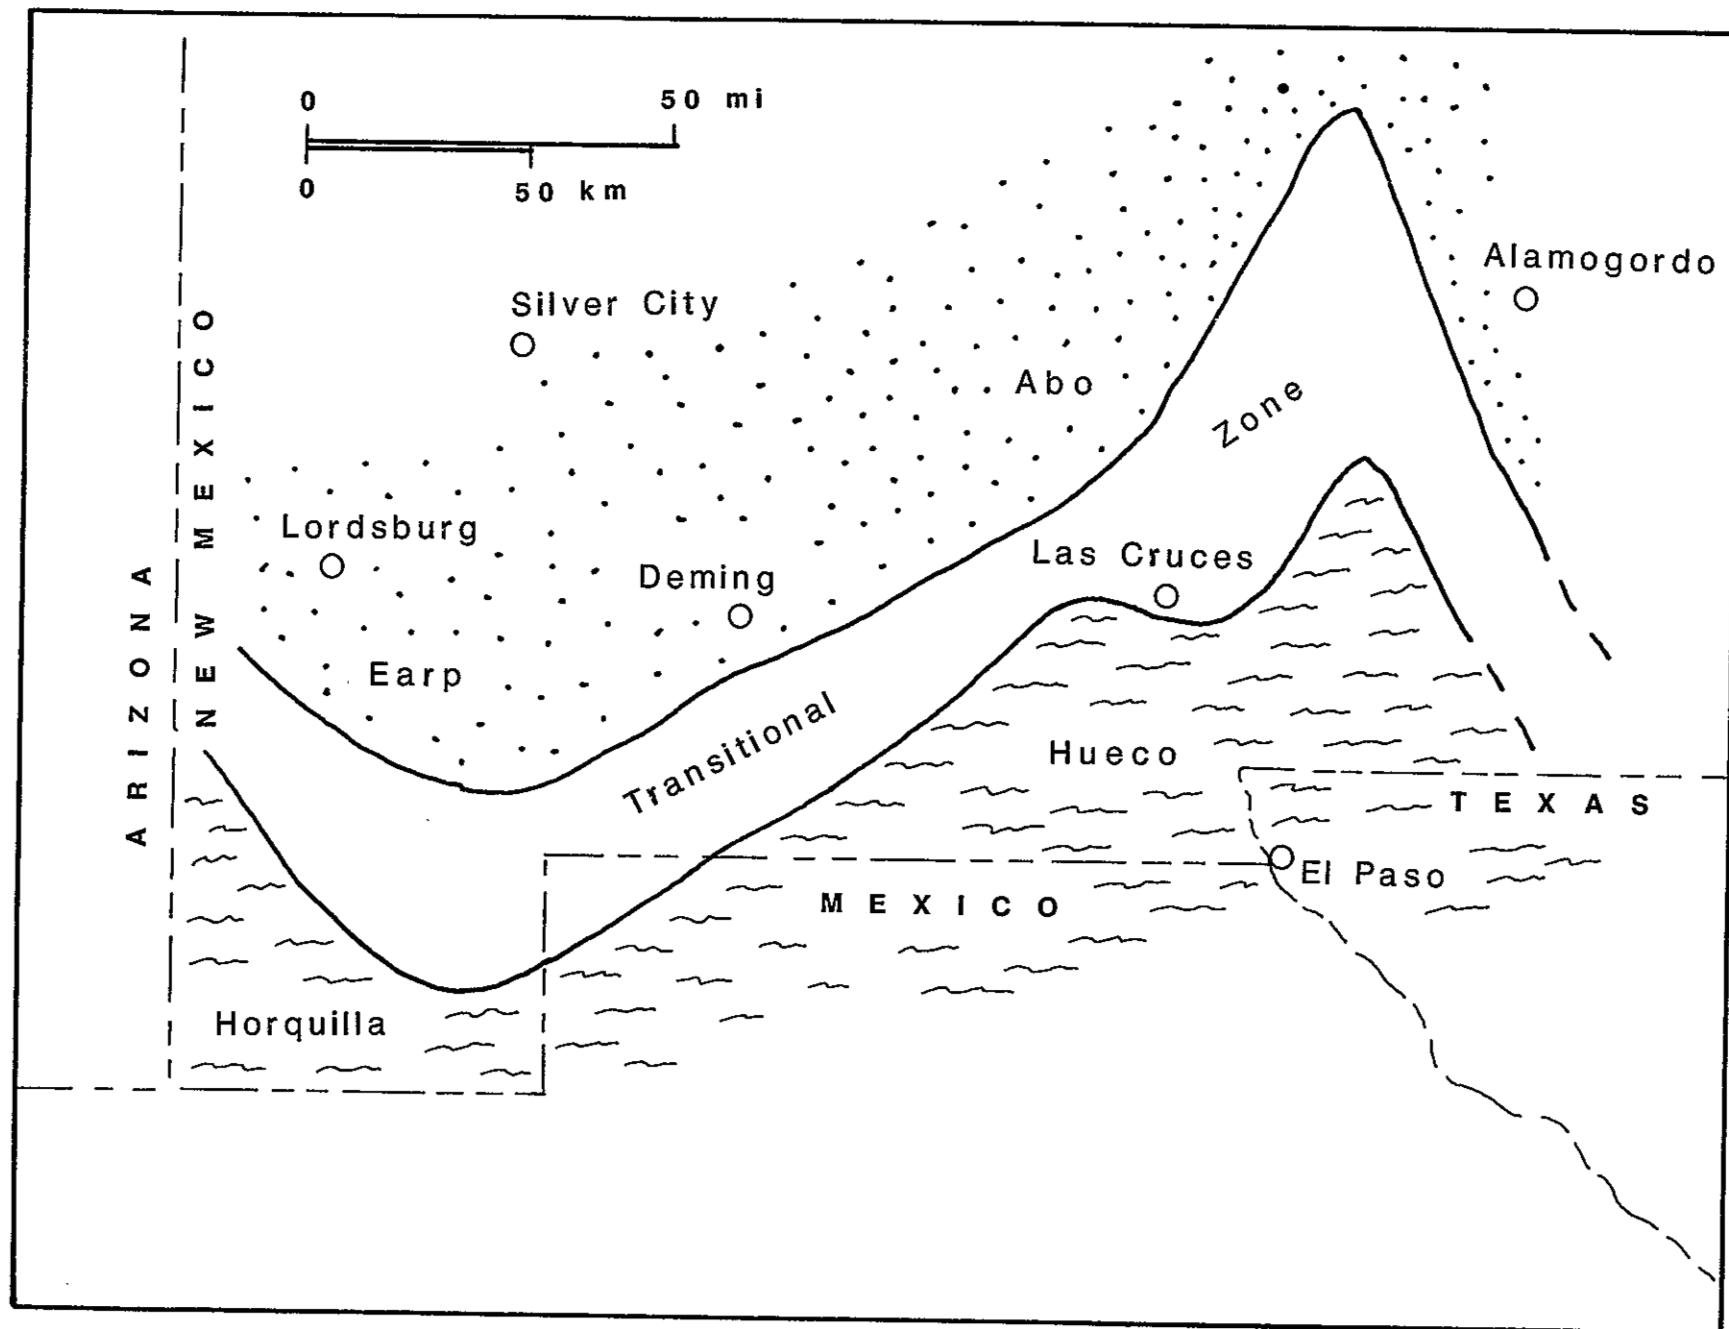 0 50 mi
0 50 km
Alamogordo
Silver City
NEW MEXICO
Abo
Zone
Lordsburg
Las Cruces
Deming
ARIZONA
Earp
Transitional
Hueco
TEXAS
El Paso
MEXICO
Horquilla